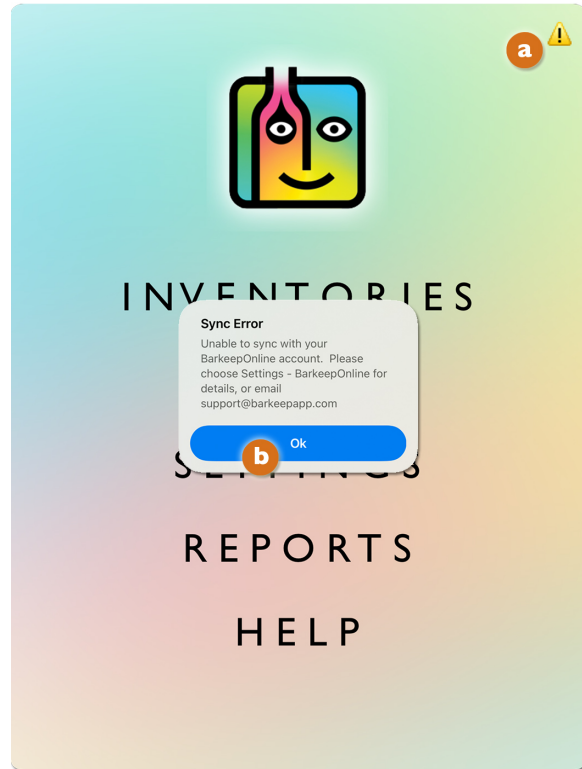 a
INVENTORIES
Sync Error
Unable to sync with your
BarkeepOnline account.  Please
choose Settings - BarkeepOnline for
details, or email
support@barkeepapp.com
Ok
b
SETTINGS
REPORTS
HELP